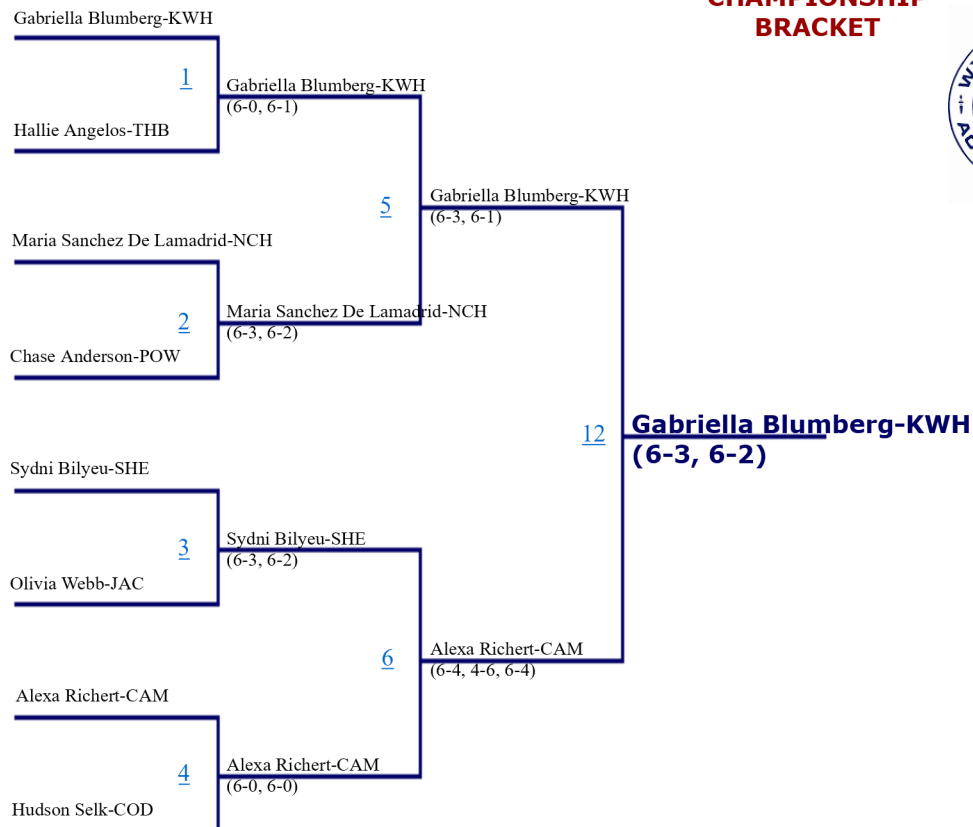 CHAMPIONSHIP
BRACKET
Gabriella Blumberg-KWH
1
Gabriella Blumberg-KWH
(6-0, 6-1)
Hallie Angelos-THB
5
Gabriella Blumberg-KWH
(6-3, 6-1)
Maria Sanchez De Lamadrid-NCH
2
Maria Sanchez De Lamadrid-NCH
(6-3, 6-2)
Chase Anderson-POW
12
Gabriella Blumberg-KWH
(6-3, 6-2)
Sydni Bilyeu-SHE
3
Sydni Bilyeu-SHE
(6-3, 6-2)
Olivia Webb-JAC
6
Alexa Richert-CAM
(6-4, 4-6, 6-4)
Alexa Richert-CAM
4
Alexa Richert-CAM
(6-0, 6-0)
Hudson Selk-COD